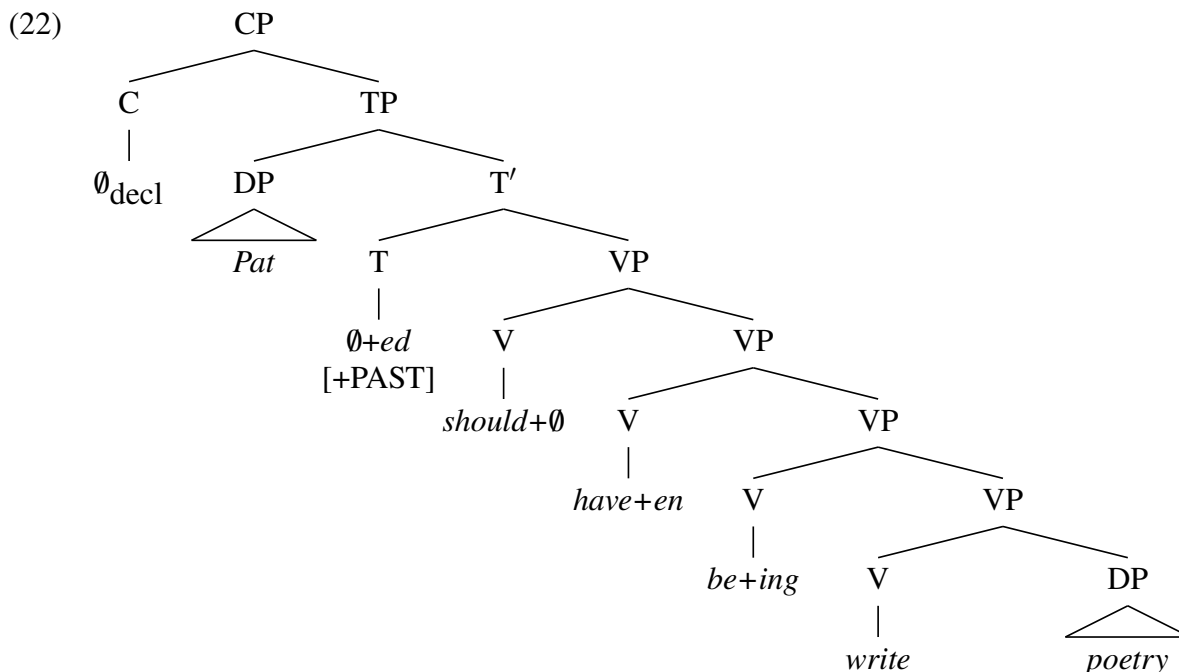 (22) CP
C TP
∅decl DP T′
Pat T VP
∅+ed V VP
[+PAST]
should+∅ V VP
have+en V VP
be+ing V DP
write poetry